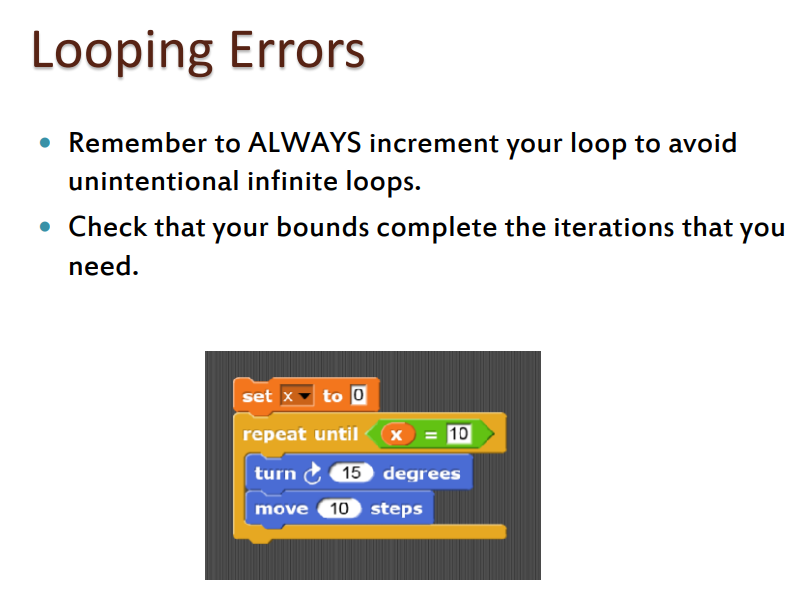 Looping Errors
• Remember to ALWAYS increment your loop to avoid
unintentional infinite loops.
• Check that your bounds complete the iterations that you
need.
set x to 0
repeat until x = 10
turn 15 degrees
move 10 steps